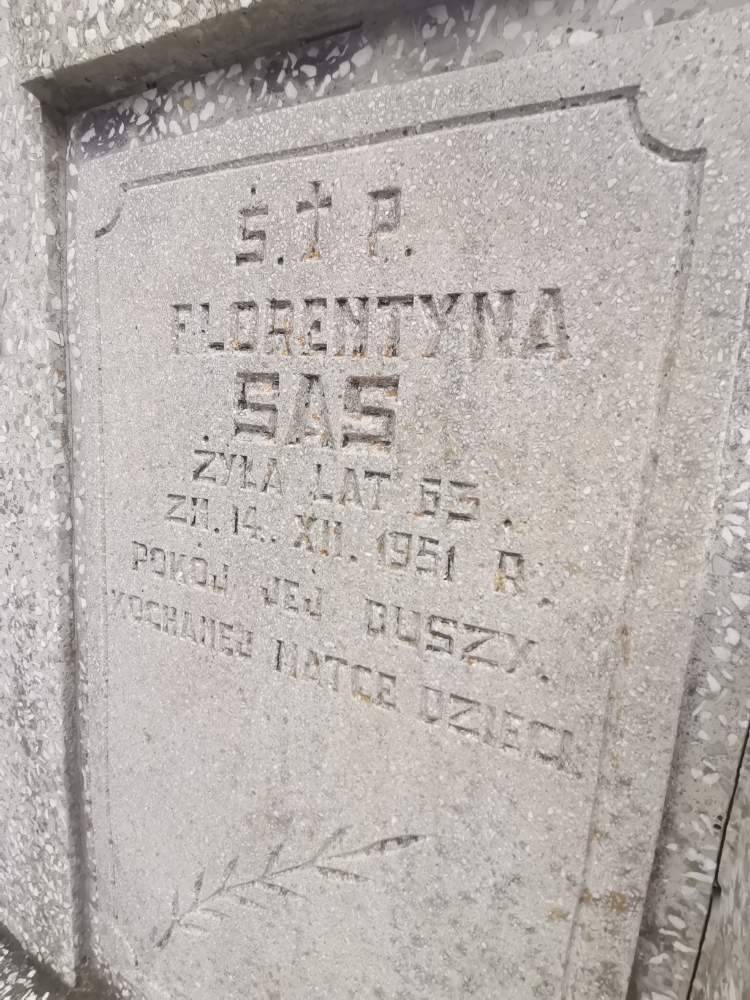 Ś. † P.
FLORENTYNA
SAS
ŻYŁA LAT 65.
ZM. 14. XII. 1951 R.
POKÓJ JEJ DUSZY.
KOCHANEJ MATCE DZIECI.